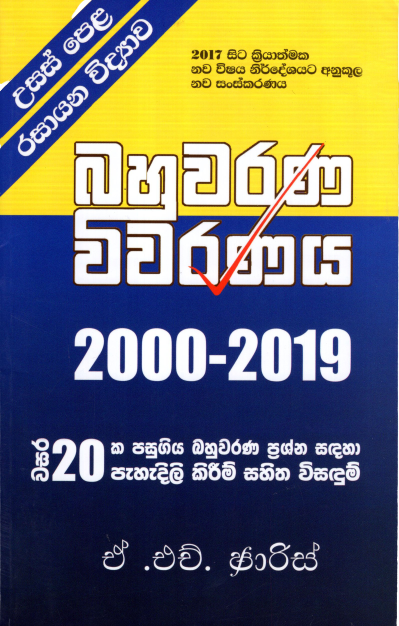 උසස් පෙළ
රසායන විද්‍යාව
2017 සිට ක්‍රියාත්මක
නව විෂය නිර්දේශයට අනුකූල
නව සංස්කරණය
බහුවරණ
විවරණය
2000-2019
වසර 20 ක පසුගිය බහුවරණ ප්‍රශ්න සඳහා
පැහැදිලි කිරීම් සහිත විසඳුම්
ඒ .එච්. ෆාරිස්